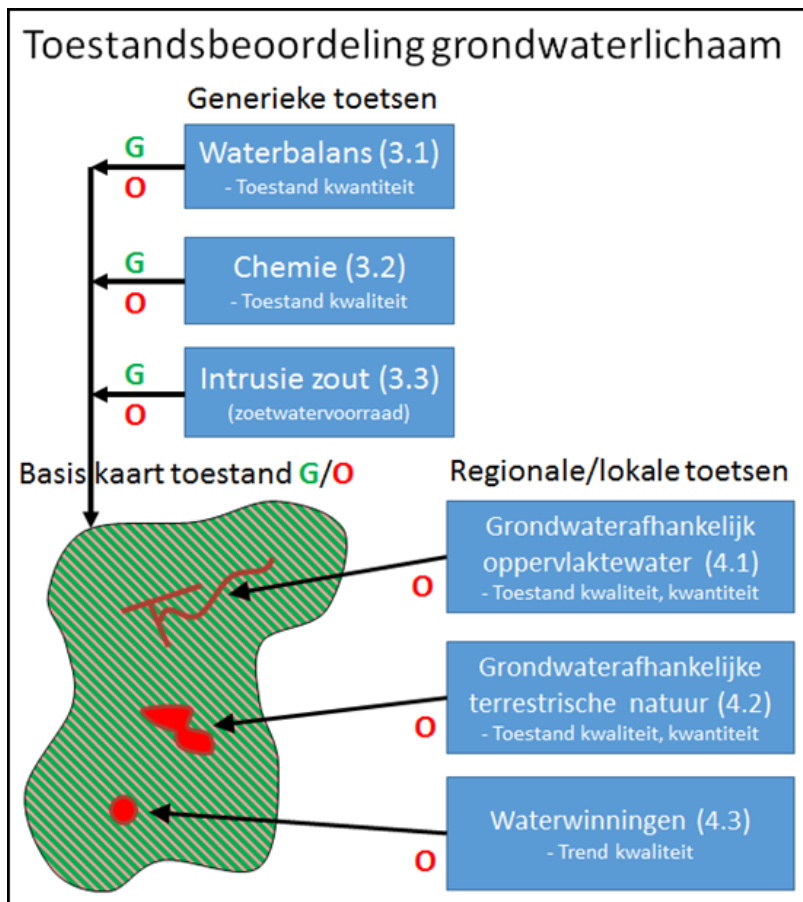 Toestandsbeoordeling grondwaterlichaam
Generieke toetsen
G
O
Waterbalans (3.1)
- Toestand kwantiteit
G
O
Chemie (3.2)
- Toestand kwaliteit
G
O
Intrusie zout (3.3)
(zoetwatervoorraad)
Basis kaart toestand G/O
Regionale/lokale toetsen
Grondwaterafhankelijk
oppervlaktewater (4.1)
- Toestand kwaliteit, kwantiteit
O
Grondwaterafhankelijke
terrestrische natuur (4.2)
- Toestand kwaliteit, kwantiteit
O
Waterwinningen (4.3)
- Trend kwaliteit
O